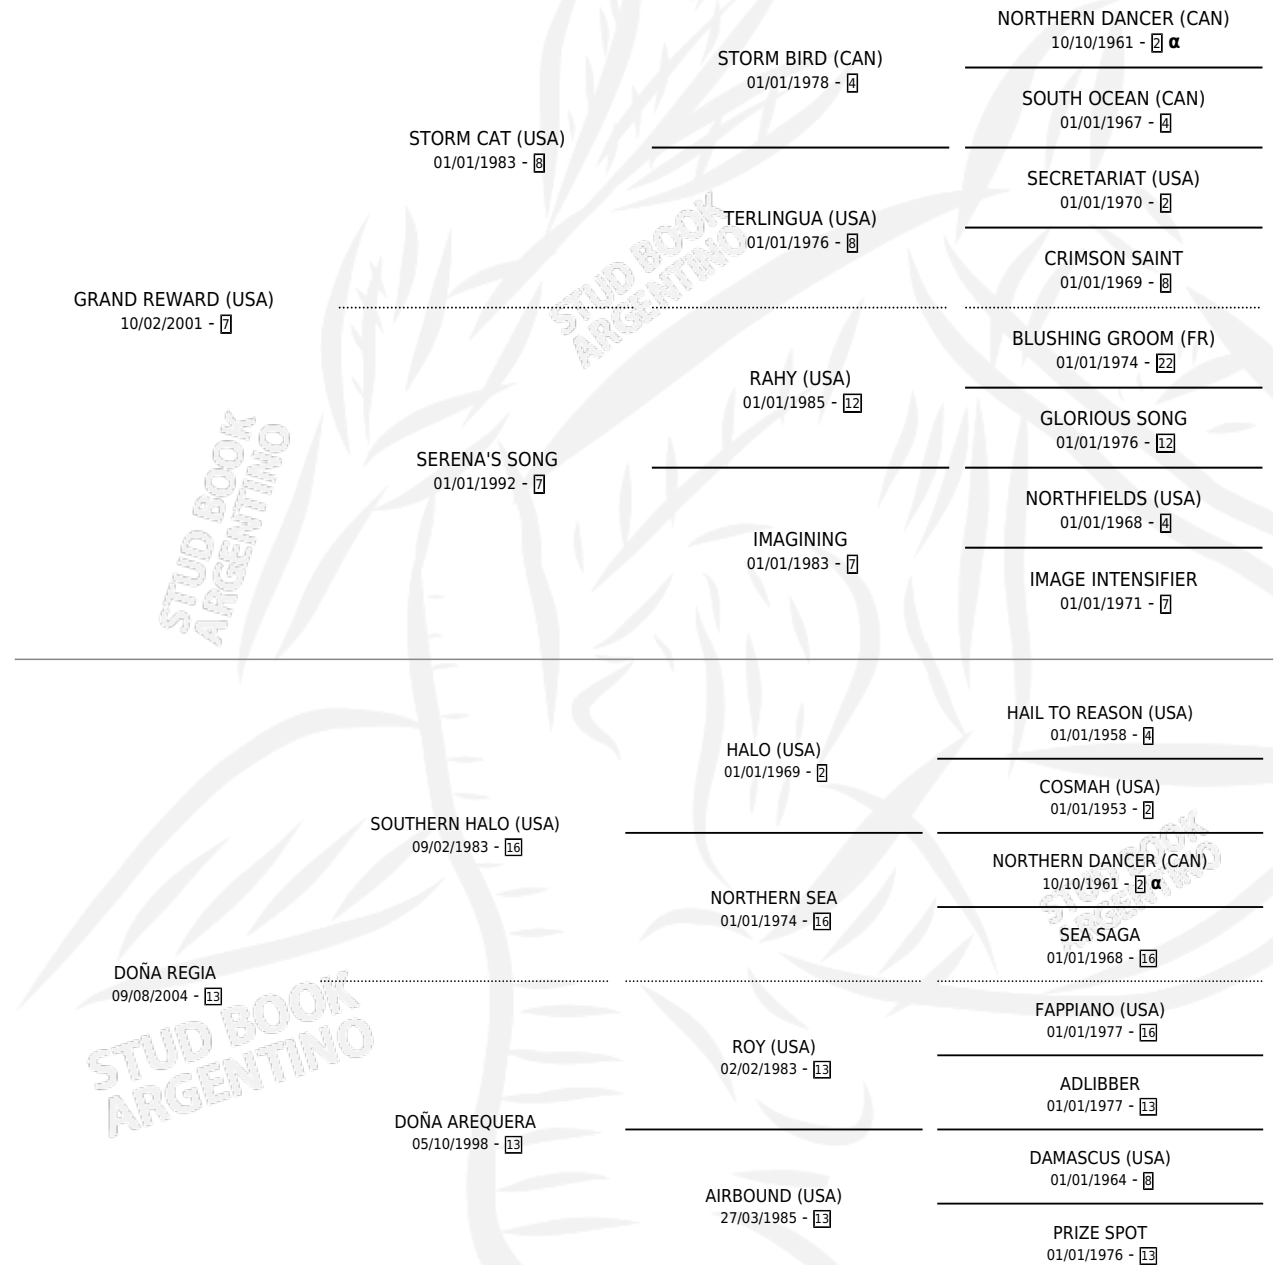 NORTHERN DANCER (CAN)
10/10/1961 - 2 α
STORM BIRD (CAN)
01/01/1978 - 4
SOUTH OCEAN (CAN)
01/01/1967 - 4
STORM CAT (USA)
01/01/1983 - 8
SECRETARIAT (USA)
01/01/1970 - 2
TERLINGUA (USA)
01/01/1976 - 8
CRIMSON SAINT
01/01/1969 - 8
GRAND REWARD (USA)
10/02/2001 - 7
BLUSHING GROOM (FR)
01/01/1974 - 22
RAHY (USA)
01/01/1985 - 12
GLORIOUS SONG
01/01/1976 - 12
SERENA'S SONG
01/01/1992 - 7
NORTHFIELDS (USA)
01/01/1968 - 4
IMAGINING
01/01/1983 - 7
IMAGE INTENSIFIER
01/01/1971 - 7
HAIL TO REASON (USA)
01/01/1958 - 4
HALO (USA)
01/01/1969 - 2
COSMAH (USA)
01/01/1953 - 2
SOUTHERN HALO (USA)
09/02/1983 - 16
NORTHERN DANCER (CAN)
10/10/1961 - 2 α
NORTHERN SEA
01/01/1974 - 16
SEA SAGA
01/01/1968 - 16
DOÑA REGIA
09/08/2004 - 13
FAPPIANO (USA)
01/01/1977 - 16
ROY (USA)
02/02/1983 - 13
ADLIBBER
01/01/1977 - 13
DOÑA AREQUERA
05/10/1998 - 13
DAMASCUS (USA)
01/01/1964 - 8
AIRBOUND (USA)
27/03/1985 - 13
PRIZE SPOT
01/01/1976 - 13
STUD BOOK
ARGENTINO
STUD BOOK
ARGENTINO
STUD BOOK
ARGENTINO
STUD BOOK
ARGENTINO